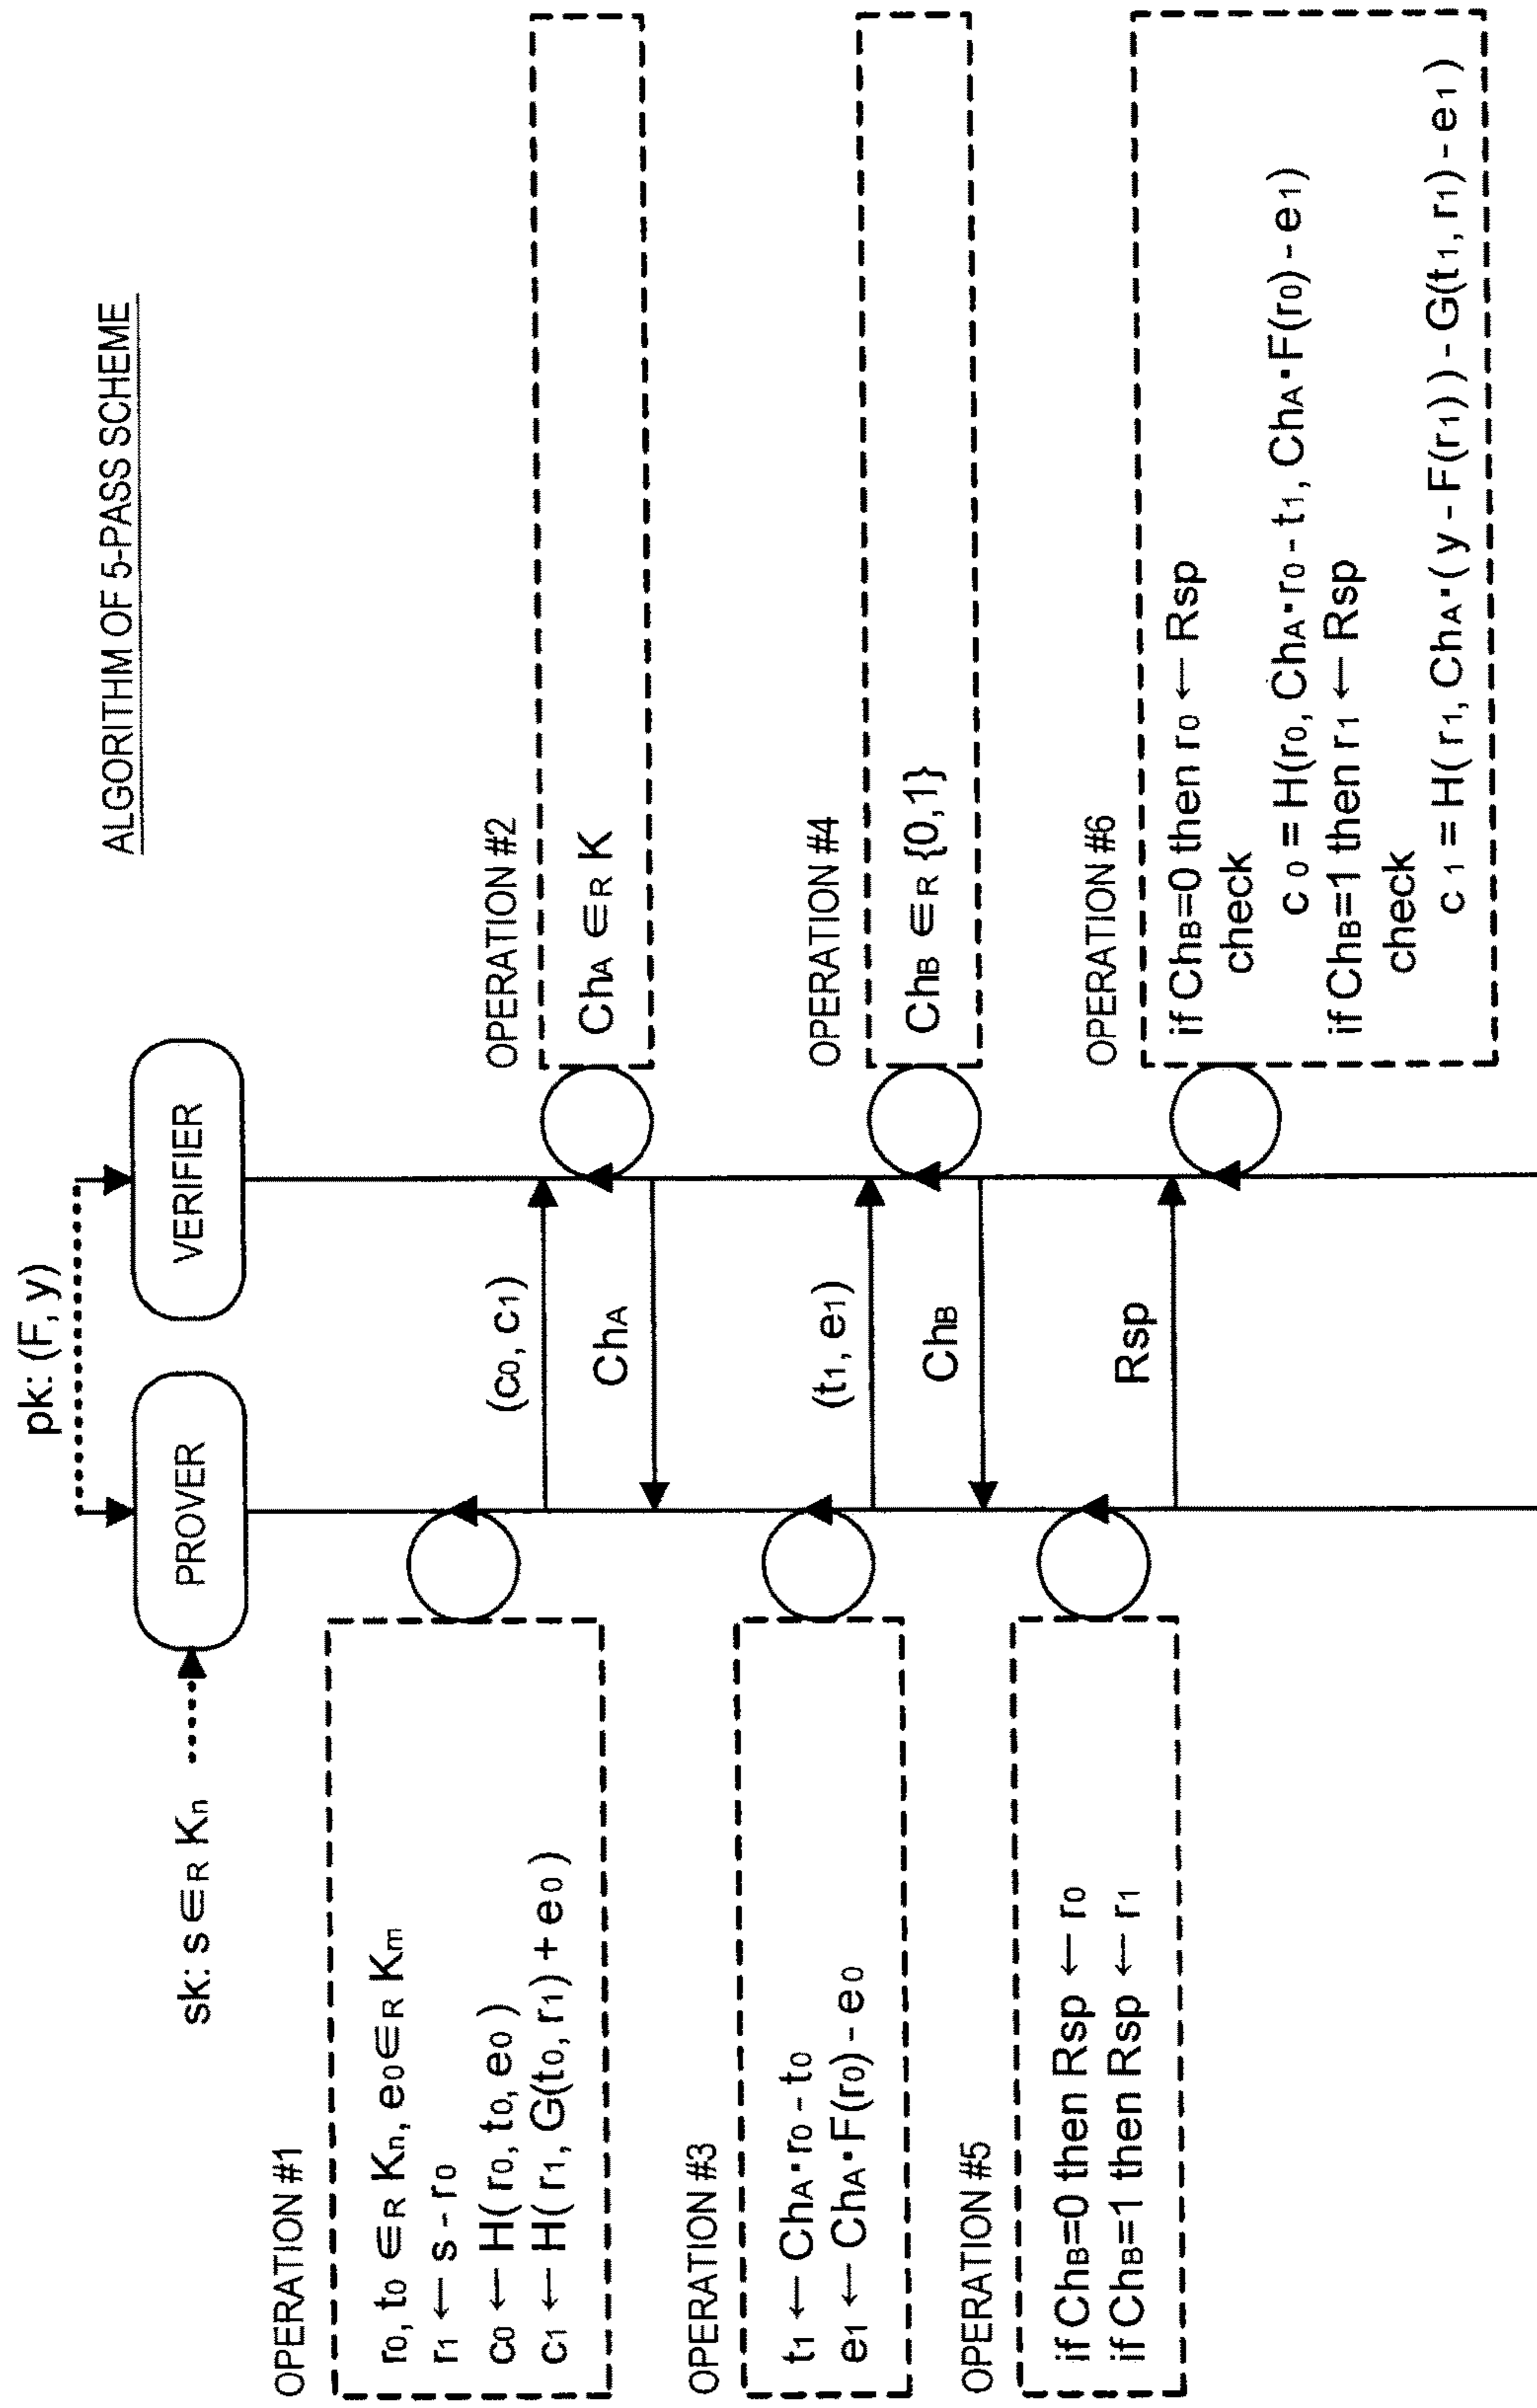 ALGORITHM OF 5-PASS SCHEME
pk: (F, y)
sk: s ∈R Kn
PROVER
VERIFIER
OPERATION #1
r0, t0 ∈R Kn, e0 ∈R Km
r1 ← s - r0
c0 ← H( r0, t0, e0 )
c1 ← H( r1, G(t0, r1) + e0 )
(c0, c1)
OPERATION #2
ChA ∈R K
ChA
OPERATION #3
t1 ← ChA・r0 - t0
e1 ← ChA・F(r0) - e0
(t1, e1)
OPERATION #4
ChB ∈R {0,1}
ChB
OPERATION #5
if ChB=0 then Rsp ← r0
if ChB=1 then Rsp ← r1
Rsp
OPERATION #6
if ChB=0 then r0 ← Rsp
check
c0 = H(r0, ChA・r0 - t1, ChA・F(r0) - e1)
if ChB=1 then r1 ← Rsp
check
c1 = H( r1, ChA・( y - F(r1)) - G(t1, r1) - e1 )